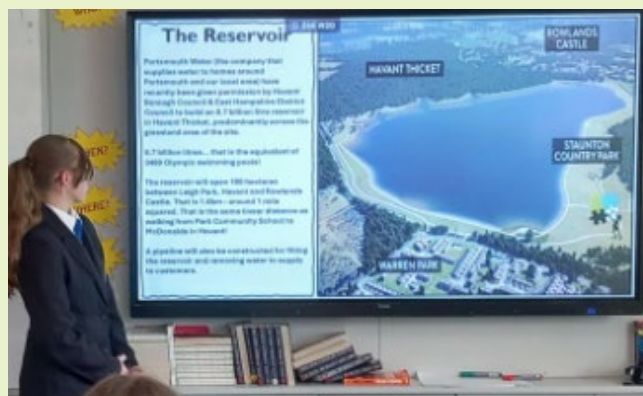 The Reservoir
Portsmouth Water (the company that
supplies water to homes around
Portsmouth and our local area) have
recently been given permission by Havant
Borough Council & East Hampshire District
Council to build an 8.7 billion litre reservoir
in Havant Thicket, predominantly across the
grassland area of the site.
8.7 billion litres... that is the equivalent of
3400 Olympic swimming pools!
The reservoir will span 160 hectares
between Leigh Park, Havant and Rowlands
Castle. That is 1.6km - around 1 mile
squared. That is the same linear distance as
walking from Park Community School to
McDonalds in Havant!
A pipeline will also be constructed for filling
the reservoir and removing water to supply
to customers.
HAVANT THICKET
ROWLANDS
CASTLE
STAUNTON
COUNTRY PARK
WARREN PARK
WHERE?